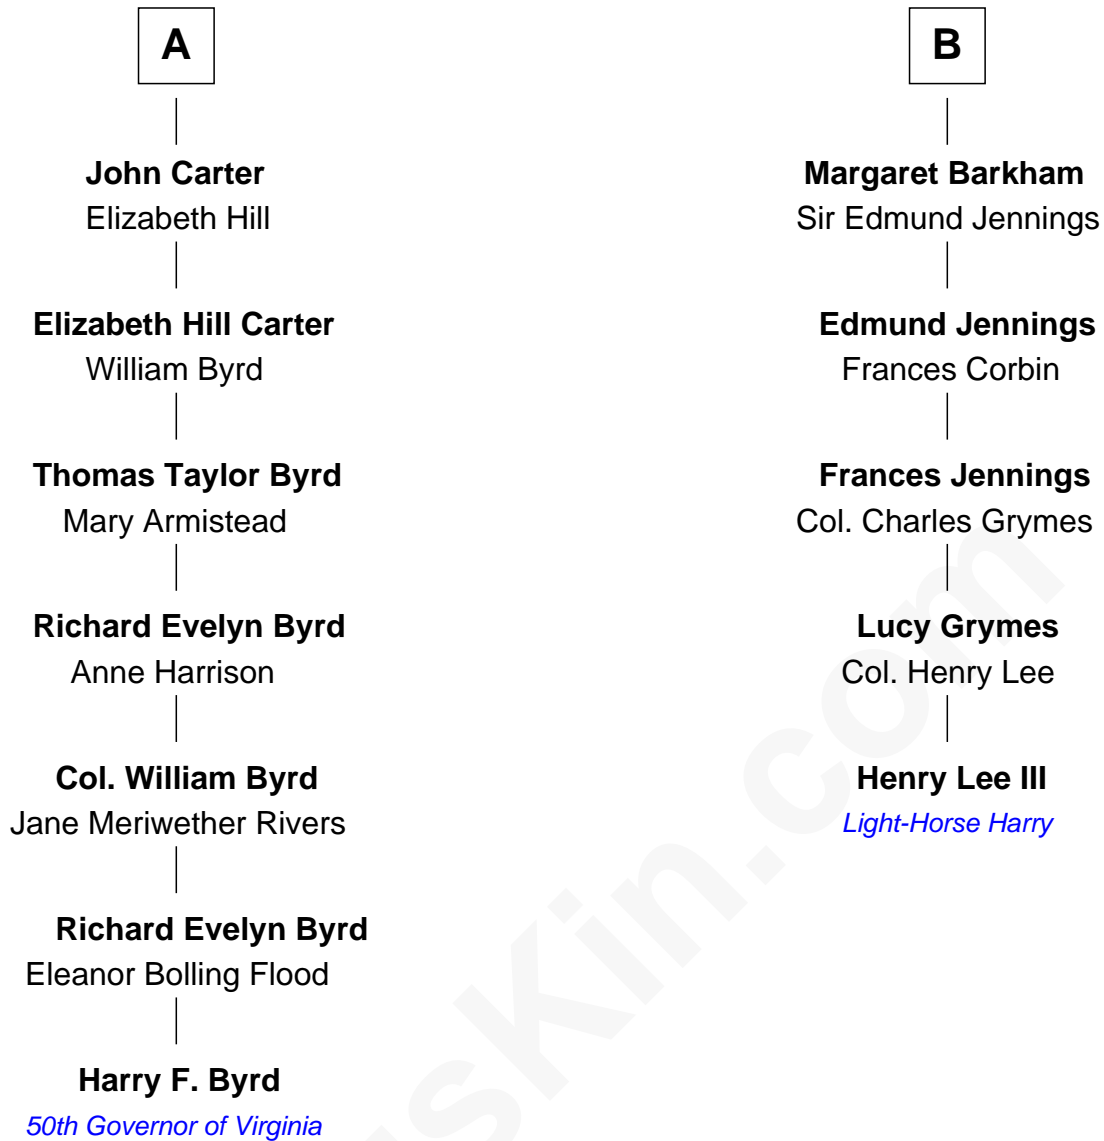 A
John Carter
Elizabeth Hill
Elizabeth Hill Carter
William Byrd
Thomas Taylor Byrd
Mary Armistead
Richard Evelyn Byrd
Anne Harrison
Col. William Byrd
Jane Meriwether Rivers
Richard Evelyn Byrd
Eleanor Bolling Flood
Harry F. Byrd
50th Governor of Virginia
B
Margaret Barkham
Sir Edmund Jennings
Edmund Jennings
Frances Corbin
Frances Jennings
Col. Charles Grymes
Lucy Grymes
Col. Henry Lee
Henry Lee III
Light-Horse Harry
sKin.com